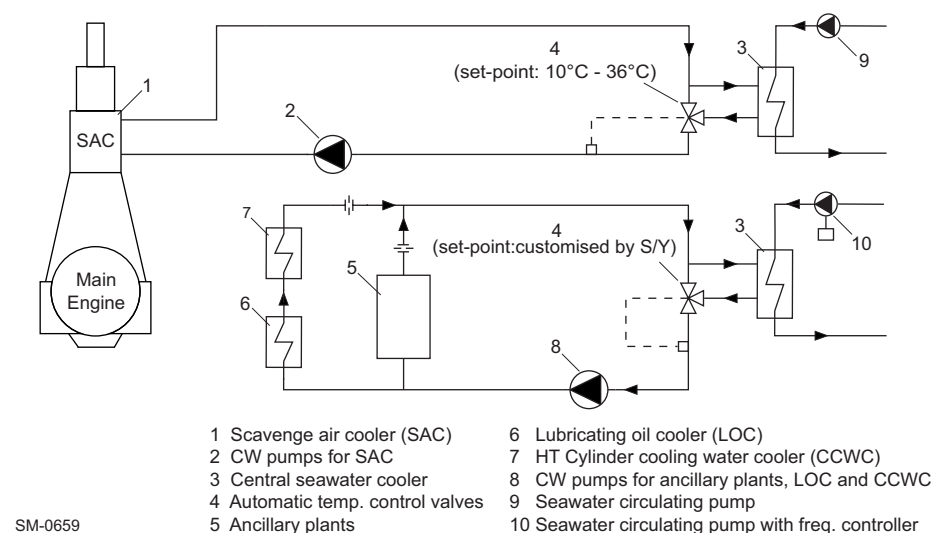 4
(set-point: 10°C - 36°C)
3
9
1
SAC
2
7
4
(set-point:customised by S/Y)
3
10
5
Main
Engine
6
8
1 Scavenge air cooler (SAC)
2 CW pumps for SAC
3 Central seawater cooler
4 Automatic temp. control valves
5 Ancillary plants
6 Lubricating oil cooler (LOC)
7 HT Cylinder cooling water cooler (CCWC)
8 CW pumps for ancillary plants, LOC and CCWC
9 Seawater circulating pump
10 Seawater circulating pump with freq. controller
SM-0659